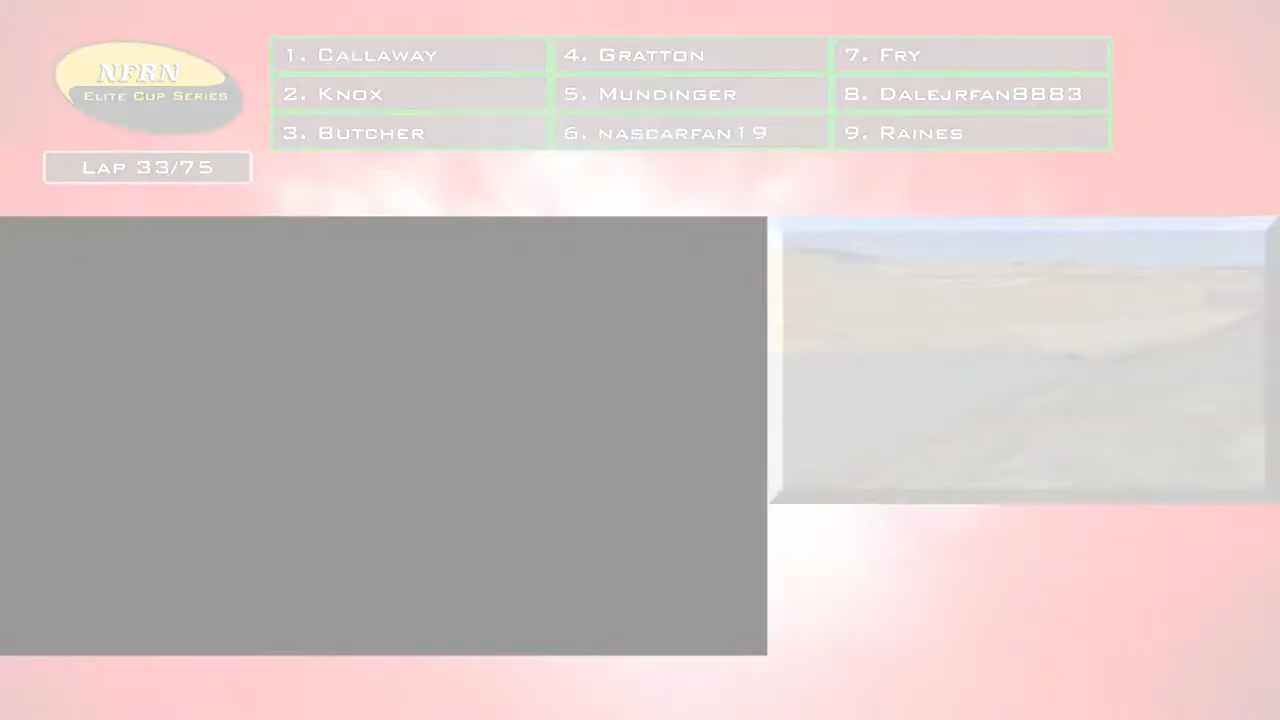 NFRN
Elite Cup Series
Lap 33/75
1. Callaway
2. Knox
3. Butcher
4. Gratton
5. Mundinger
6. nascarfan19
7. Fry
8. Dalejrfan8883
9. Raines